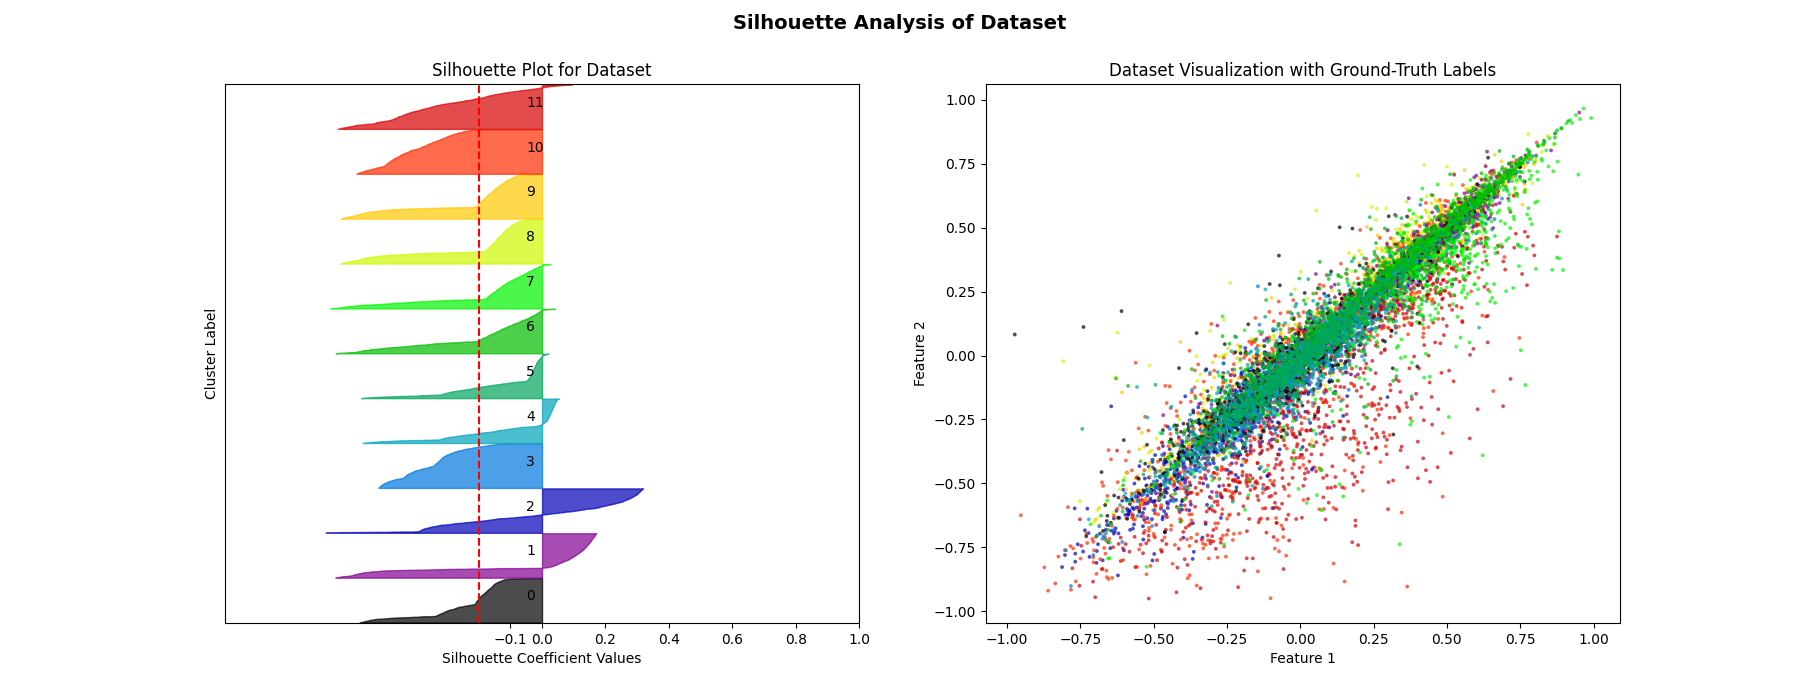 Silhouette Analysis of Dataset
Silhouette Plot for Dataset
Cluster Label
11
10
9
8
7
6
5
4
3
2
1
0
−0.1 0.0 0.2 0.4 0.6 0.8 1.0
Silhouette Coefficient Values
Dataset Visualization with Ground-Truth Labels
Feature 2
1.00
0.75
0.50
0.25
0.00
−0.25
−0.50
−0.75
−1.00
−1.00 −0.75 −0.50 −0.25 0.00 0.25 0.50 0.75 1.00
Feature 1